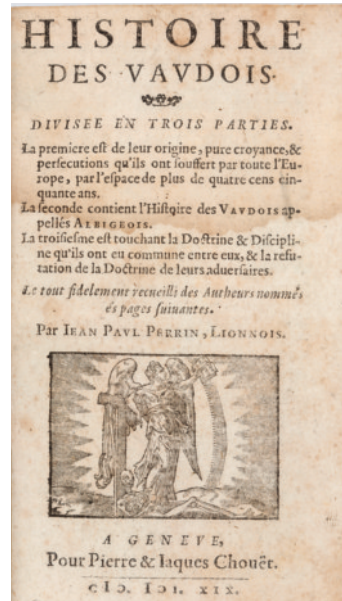 HISTOIRE
DES VAVDOIS.
DIVISEE EN TROIS PARTIES.
La premiere eſt de leur origine, pure croyance, &
perſecutions qu'ils ont ſouffert par toute l'Eu-
rope, par l'eſpace de plus de quatre cens cin-
quante ans.
La ſeconde contient l'Hiſtoire des VAVDOIS ap-
pellés ALBIGEOIS.
La troiſieſme eſt touchant la Doctrine & Diſcipli-
ne qu'ils ont eu commune entre eux, & la refu-
tation de la Doctrine de leurs aduerſaires.
Le tout fidelement recueilli des Autheurs nommés
és pages ſuiuantes.
Par IEAN PAVL PERRIN, LIONNOIS.
A GENEVE,
Pour Pierre & Iaques Chouët.
cIↃ. IↃI. XIX.